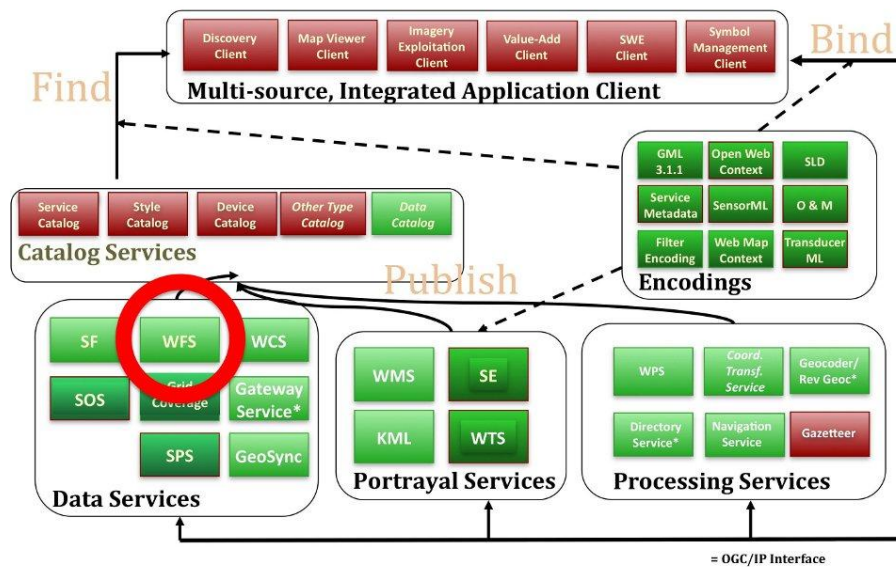 Discovery
Client
Map Viewer
Client
Imagery
Exploitation
Client
Value-Add
Client
SWE
Client
Symbol
Management
Client
Multi-source, Integrated Application Client
Find
Bind
GML
3.1.1
Open Web
Context
SLD
Service
Metadata
SensorML
O & M
Filter
Encoding
Web Map
Context
Transducer
ML
Encodings
Service
Catalog
Style
Catalog
Device
Catalog
Other Type
Catalog
Data
Catalog
Catalog Services
Publish
SF
WFS
WCS
SOS
Grid
Coverage
Gateway
Service*
SPS
GeoSync
Data Services
WMS
SE
KML
WTS
Portrayal Services
WPS
Coord.
Transf.
Service
Geocoder/
Rev Geoc*
Directory
Service*
Navigation
Service
Gazetteer
Processing Services
= OGC/IP Interface